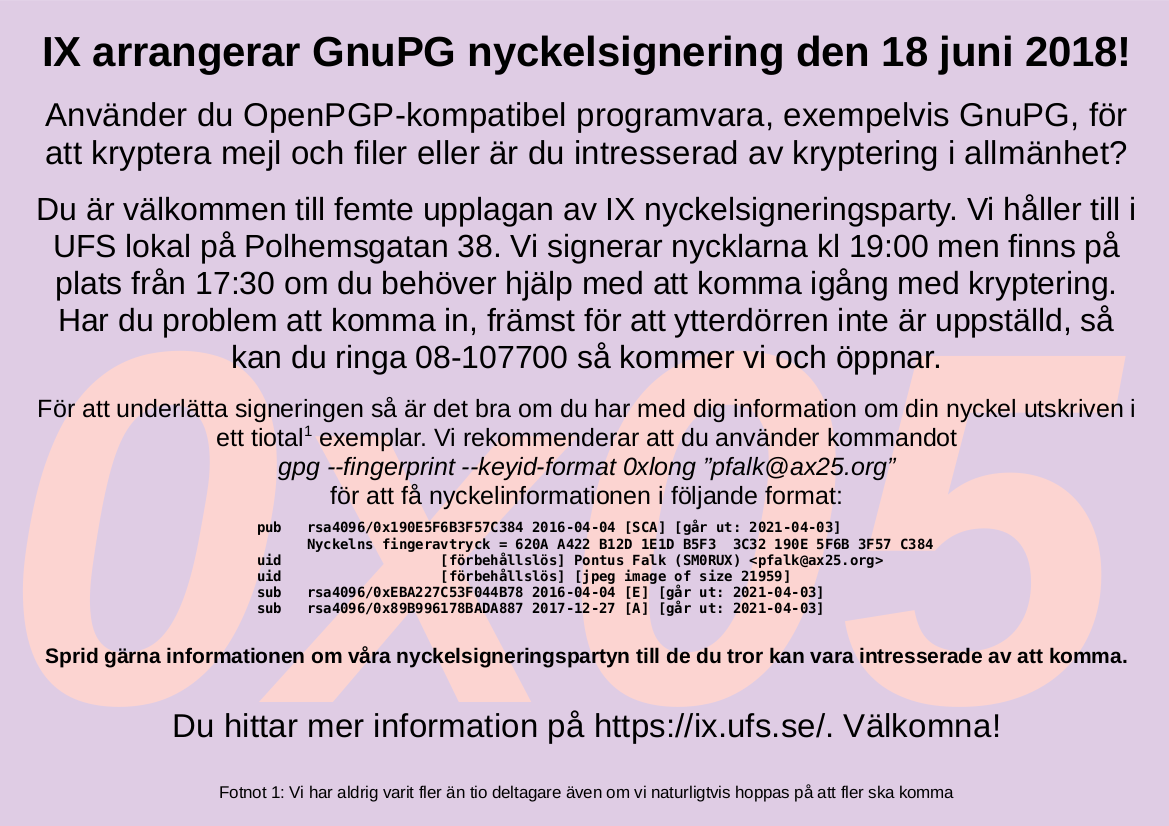 IX arrangerar GnuPG nyckelsignering den 18 juni 2018!
Använder du OpenPGP-kompatibel programvara, exempelvis GnuPG, för
att kryptera mejl och filer eller är du intresserad av kryptering i allmänhet?
Du är välkommen till femte upplagan av IX nyckelsigneringsparty. Vi håller till i
UFS lokal på Polhemsgatan 38. Vi signerar nycklarna kl 19:00 men finns på
plats från 17:30 om du behöver hjälp med att komma igång med kryptering.
Har du problem att komma in, främst för att ytterdörren inte är uppställd, så
kan du ringa 08-107700 så kommer vi och öppnar.
0x05
För att underlätta signeringen så är det bra om du har med dig information om din nyckel utskriven i
ett tiotal¹ exemplar. Vi rekommenderar att du använder kommandot
gpg --fingerprint --keyid-format 0xlong ”pfalk@ax25.org”
för att få nyckelinformationen i följande format:
pub rsa4096/0x190E5F6B3F57C384 2016-04-04 [SCA] [går ut: 2021-04-03]
Nyckelns fingeravtryck = 620A A422 B12D 1E1D B5F3 3C32 190E 5F6B 3F57 C384
uid [förbehållslös] Pontus Falk (SM0RUX) <pfalk@ax25.org>
uid [förbehållslös] [jpeg image of size 21959]
sub rsa4096/0xEBA227C53F044B78 2016-04-04 [E] [går ut: 2021-04-03]
sub rsa4096/0x89B996178BADA887 2017-12-27 [A] [går ut: 2021-04-03]
Sprid gärna informationen om våra nyckelsigneringspartyn till de du tror kan vara intresserade av att komma.
Du hittar mer information på https://ix.ufs.se/. Välkomna!
Fotnot 1: Vi har aldrig varit fler än tio deltagare även om vi naturligtvis hoppas på att fler ska komma